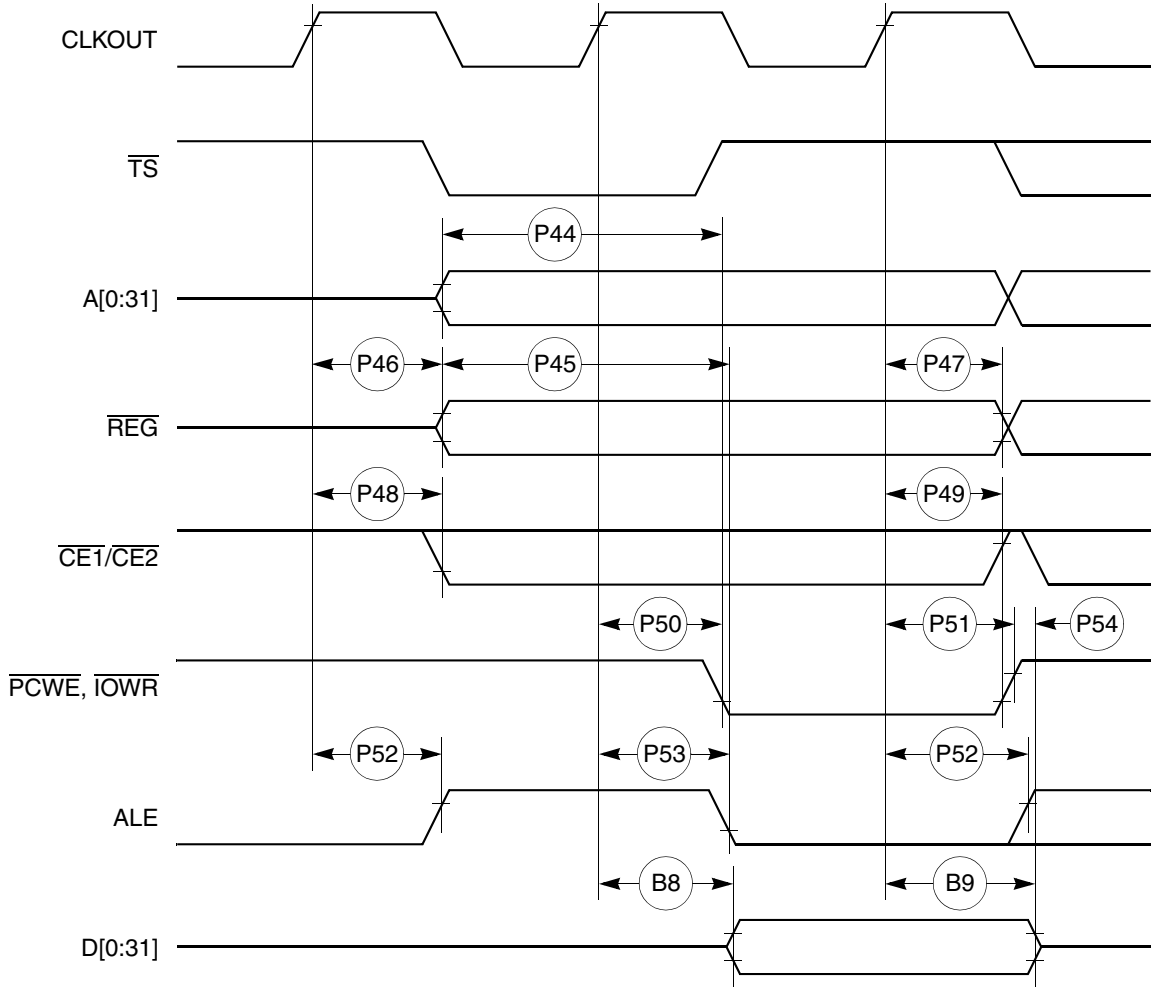 CLKOUT
TS
P44
A[0:31]
P46 P45 P47
REG
P48 P49
CE1/CE2
P50 P51 P54
PCWE, IOWR
P52 P53 P52
ALE
B8 B9
D[0:31]